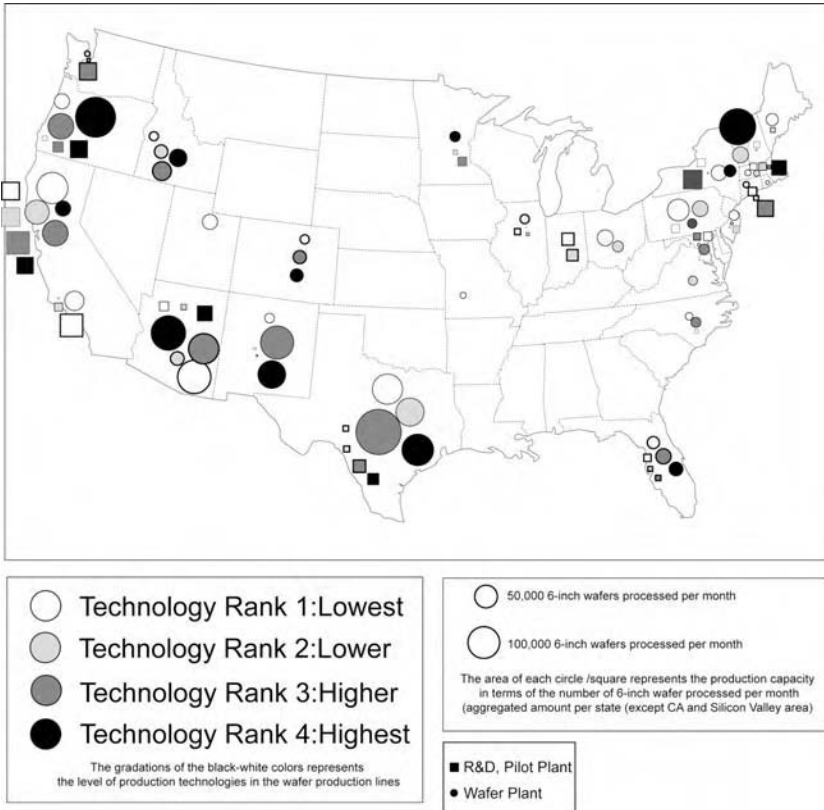 Technology Rank 1:Lowest
Technology Rank 2:Lower
Technology Rank 3:Higher
Technology Rank 4:Highest
The gradations of the black-white colors represents
the level of production technologies in the wafer production lines
50,000 6-inch wafers processed per month
100,000 6-inch wafers processed per month
The area of each circle /square represents the production capacity
in terms of the number of 6-inch wafer processed per month
(aggregated amount per state (except CA and Silicon Valley area)
R&D, Pilot Plant
Wafer Plant